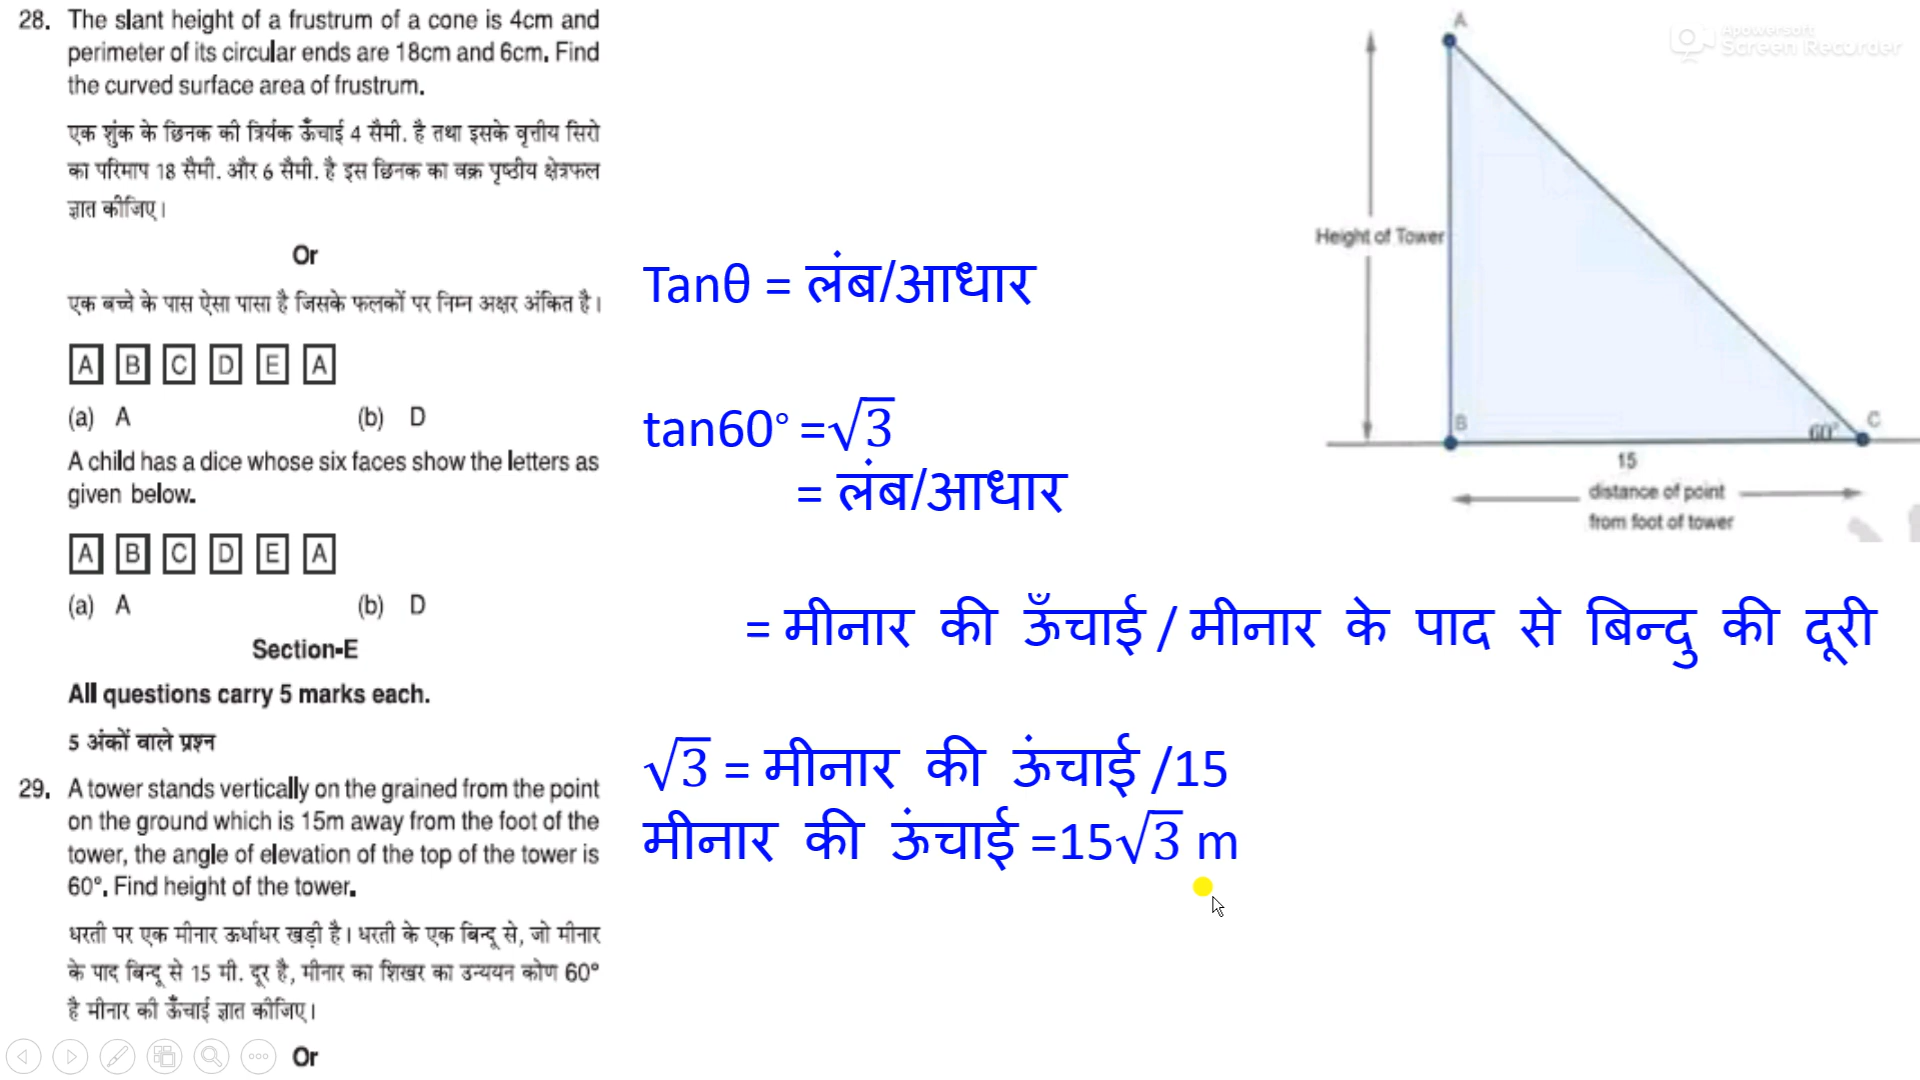 28. The slant height of a frustrum of a cone is 4cm and
perimeter of its circular ends are 18cm and 6cm. Find
the curved surface area of frustrum.
एक शुंक के छिनक की त्रिर्यक ऊँचाई 4 सैमी. है तथा इसके वृत्तीय सिरो
का परिमाप 18 सैमी. और 6 सैमी. है इस छिनक का वक्र पृष्ठीय क्षेत्रफल
ज्ञात कीजिए।
Or
एक बच्चे के पास ऐसा पासा है जिसके फलकों पर निम्न अक्षर अंकित है।
A B C D E A
(a) A (b) D
A child has a dice whose six faces show the letters as
given below.
A B C D E A
(a) A (b) D
Section-E
All questions carry 5 marks each.
5 अंकों वाले प्रश्न
29. A tower stands vertically on the grained from the point
on the ground which is 15m away from the foot of the
tower, the angle of elevation of the top of the tower is
60°. Find height of the tower.
धरती पर एक मीनार ऊर्धाधर खड़ी है। धरती के एक बिन्दू से, जो मीनार
के पाद बिन्दू से 15 मी. दूर है, मीनार का शिखर का उन्ययन कोण 60°
है मीनार की ऊँचाई ज्ञात कीजिए।
Or
Tanθ = लंब/आधार
tan60° =√3
= लंब/आधार
= मीनार की ऊँचाई / मीनार के पाद से बिन्दु की दूरी
√3 = मीनार की ऊंचाई /15
मीनार की ऊंचाई =15√3 m
A
Height of Tower
B
60°
C
15
distance of point
from foot of tower
Apowersoft
Screen Recorder